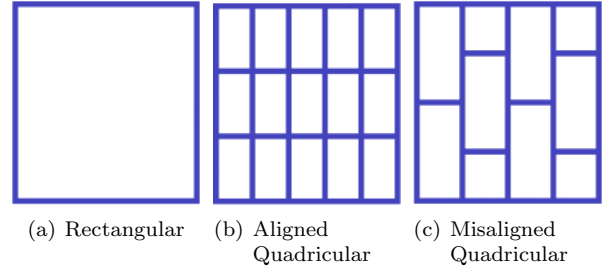 (a) Rectangular
(b) Aligned
Quadricular
(c) Misaligned
Quadricular